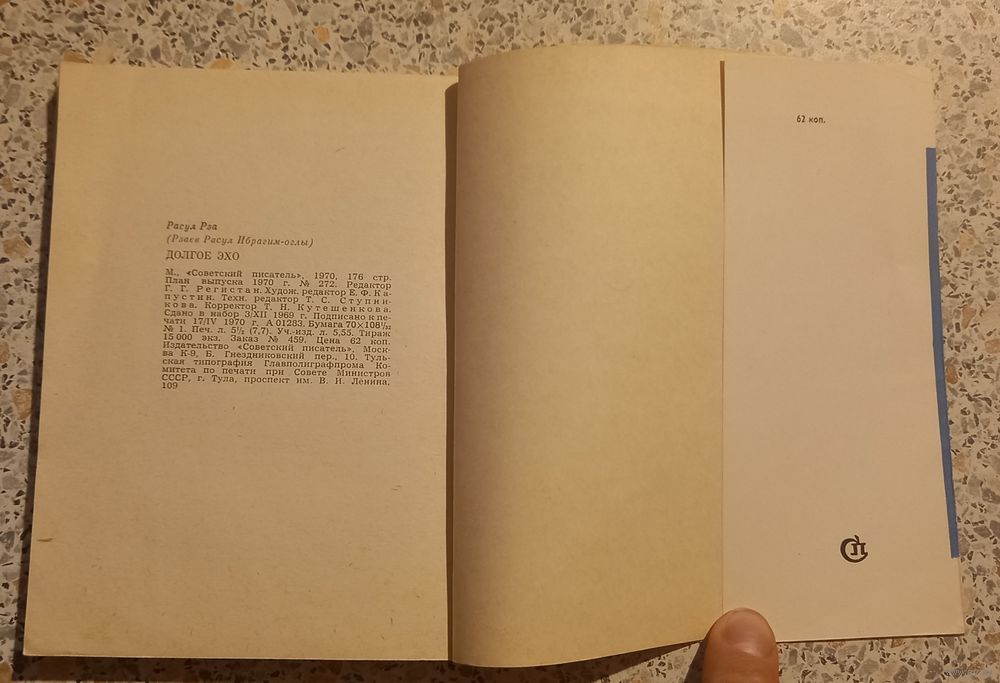 Расул Рза
(Рзаев Расул Ибрагим-оглы)
ДОЛГОЕ ЭХО
М., «Советский писатель», 1970, 176 стр.
План выпуска 1970 г. № 272. Редактор
Г. Г. Регистан. Худож. редактор Е. Ф. Ка-
пустин. Техн. редактор Т. С. Ступни-
кова. Корректор Т. Н. Кутешенкова.
Сдано в набор 3/XII 1969 г. Подписано к пе-
чати 17/IV 1970 г. А 01283. Бумага 70×108¹/₃₂
№ 1. Печ. л. 5¹/₂ (7,7). Уч.-изд. л. 5,55. Тираж
15 000 экз. Заказ № 459. Цена 62 коп.
Издательство «Советский писатель», Моск-
ва К-9, Б. Гнездниковский пер., 10. Туль-
ская типография Главполиграфпрома Ко-
митета по печати при Совете Министров
СССР, г. Тула, проспект им. В. И. Ленина,
109
62 коп.
СП